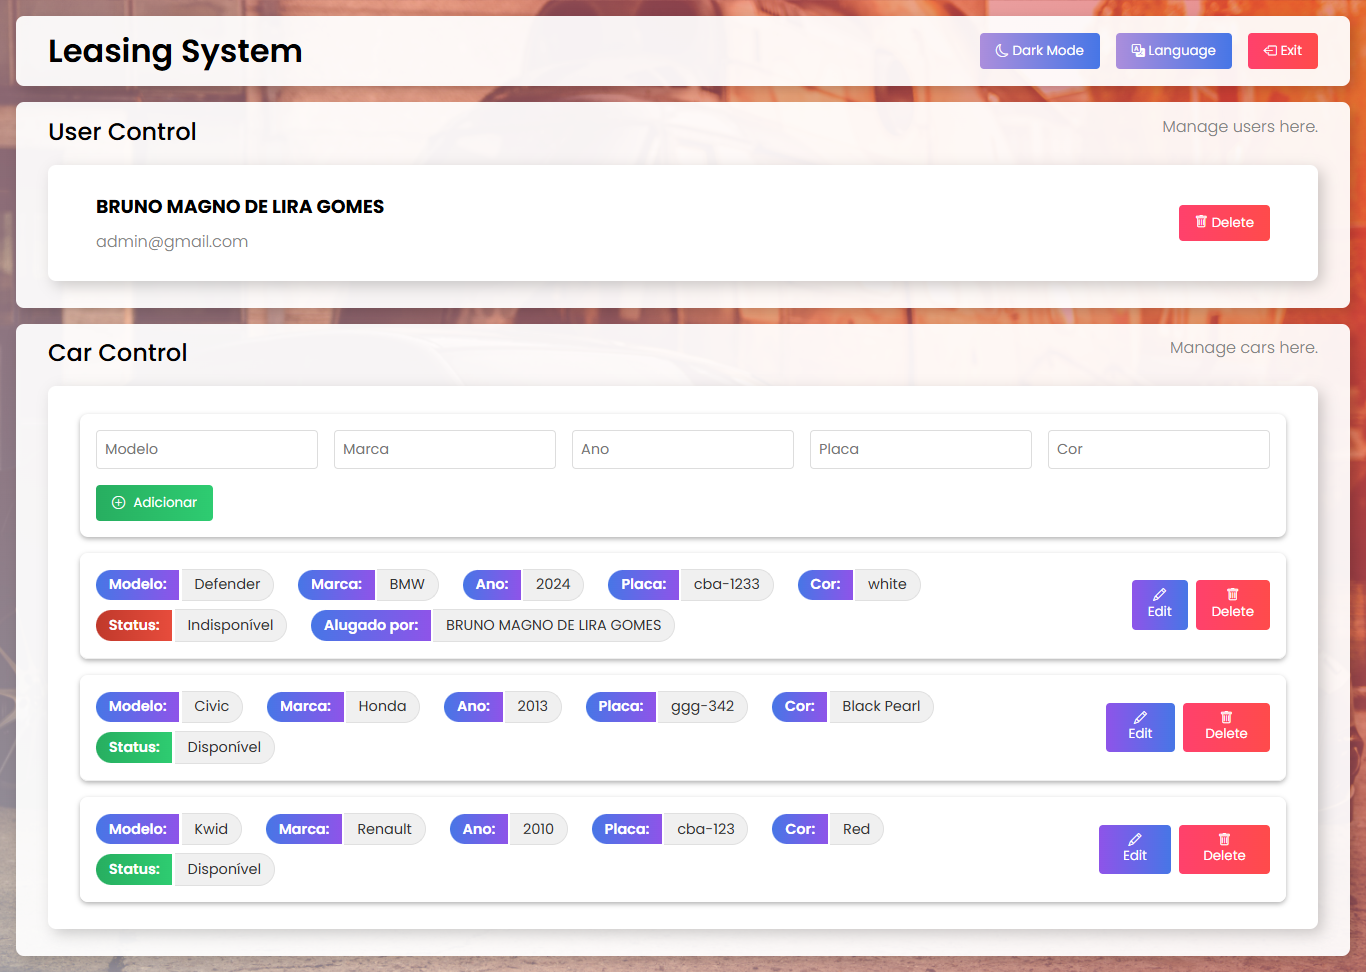 Leasing System
Dark Mode
Language
Exit
User Control
Manage users here.
BRUNO MAGNO DE LIRA GOMES
admin@gmail.com
Delete
Car Control
Manage cars here.
Modelo
Marca
Ano
Placa
Cor
Adicionar
Modelo: Defender Marca: BMW Ano: 2024 Placa: cba-1233 Cor: white
Status: Indisponível Alugado por: BRUNO MAGNO DE LIRA GOMES
Edit
Delete
Modelo: Civic Marca: Honda Ano: 2013 Placa: ggg-342 Cor: Black Pearl
Status: Disponível
Edit
Delete
Modelo: Kwid Marca: Renault Ano: 2010 Placa: cba-123 Cor: Red
Status: Disponível
Edit
Delete